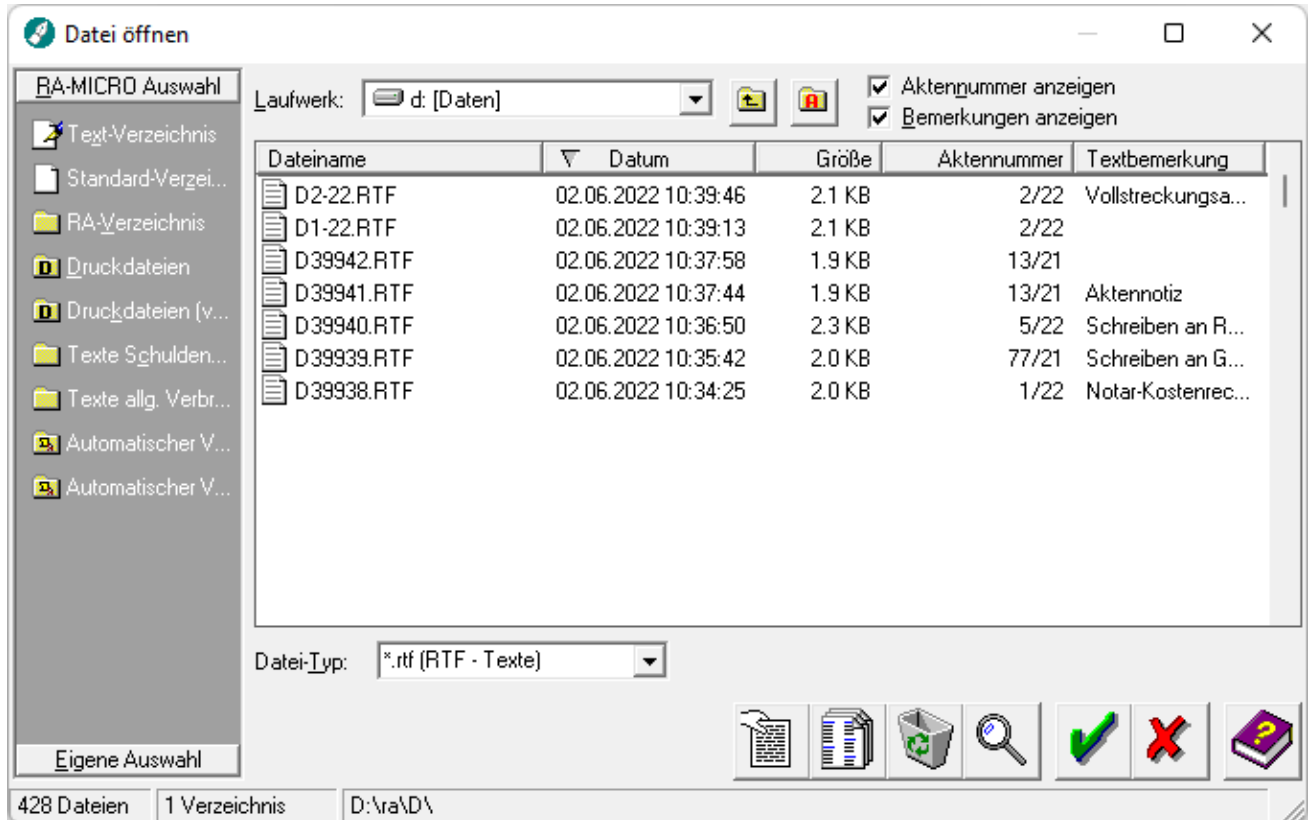 Datei öffnen
RA-MICRO Auswahl
Text-Verzeichnis
Standard-Verzei...
RA-Verzeichnis
Druckdateien
Druckdateien (v...
Texte Schulden...
Texte allg. Verbr...
Automatischer V...
Automatischer V...
Eigene Auswahl
Laufwerk: d: [Daten]
A
Aktennummer anzeigen
Bemerkungen anzeigen
Dateiname Datum Größe Aktennummer Textbemerkung
D2-22.RTF 02.06.2022 10:39:46 2.1 KB 2/22 Vollstreckungsa...
D1-22.RTF 02.06.2022 10:39:13 2.1 KB 2/22
D39942.RTF 02.06.2022 10:37:58 1.9 KB 13/21
D39941.RTF 02.06.2022 10:37:44 1.9 KB 13/21 Aktennotiz
D39940.RTF 02.06.2022 10:36:50 2.3 KB 5/22 Schreiben an R...
D39939.RTF 02.06.2022 10:35:42 2.0 KB 77/21 Schreiben an G...
D39938.RTF 02.06.2022 10:34:25 2.0 KB 1/22 Notar-Kostenrec...
Datei-Typ: *.rtf (RTF - Texte)
428 Dateien 1 Verzeichnis D:\ra\D\